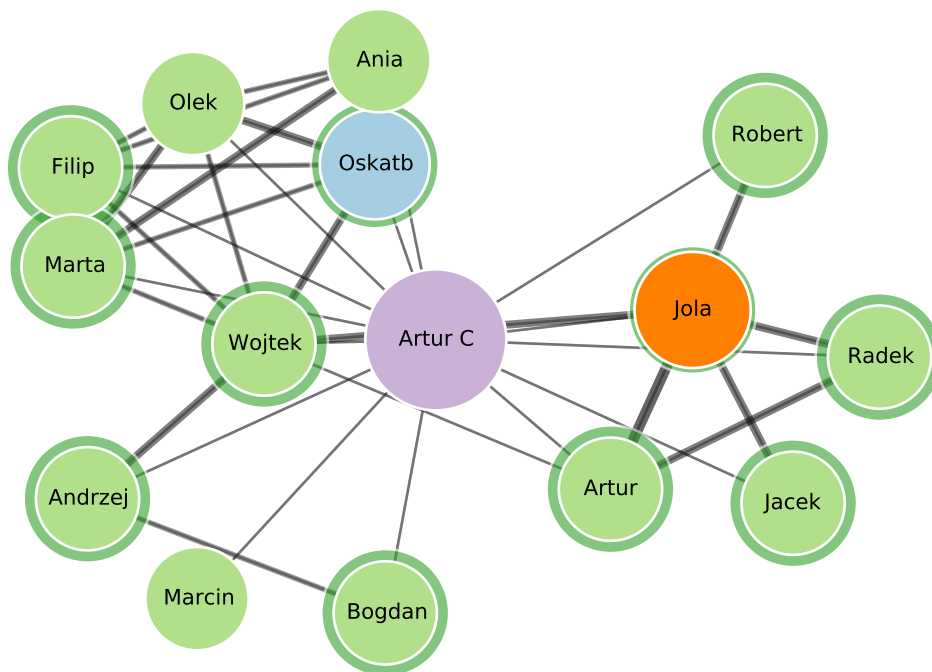 Ania
Olek
Robert
Oskatb
Filip
Marta
Jola
Artur C
Wojtek
Radek
Artur
Andrzej
Jacek
Marcin
Bogdan